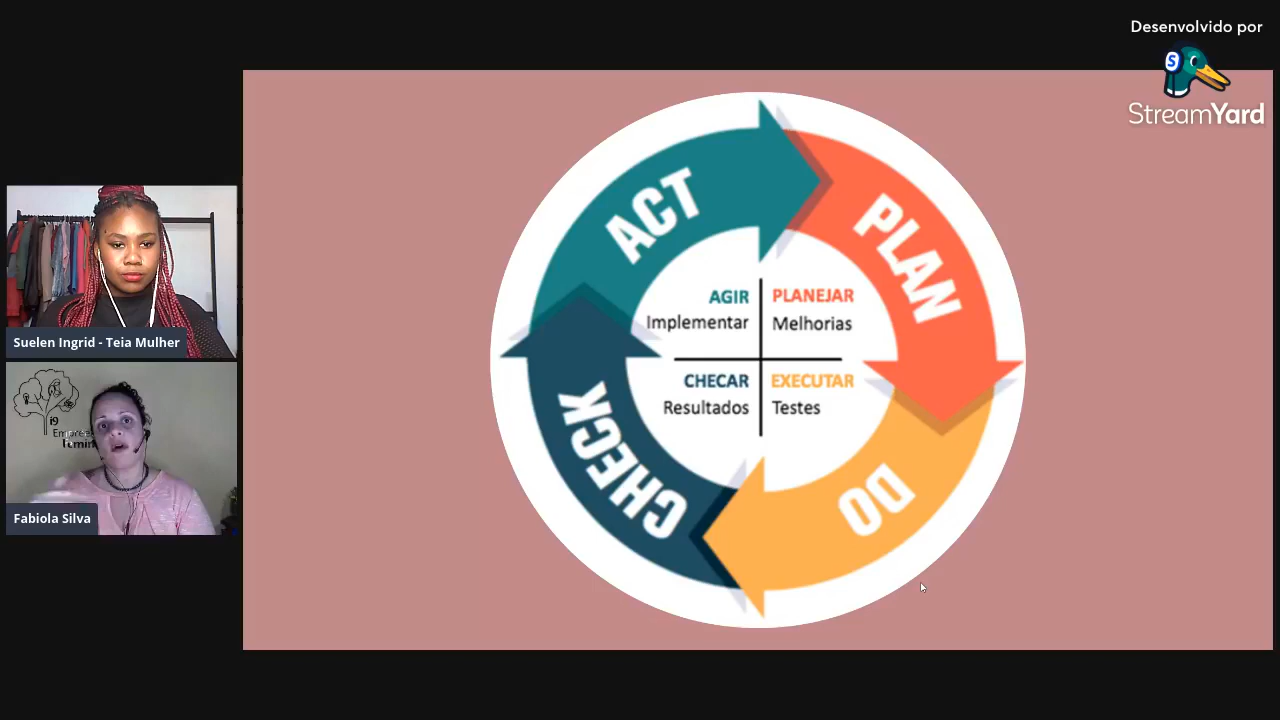 Desenvolvido por
StreamYard
ACT
PLAN
AGIR
Implementar
PLANEJAR
Melhorias
CHECAR
Resultados
EXECUTAR
Testes
CHECK
DO
Suelen Ingrid - Teia Mulher
i9
Fabiola Silva